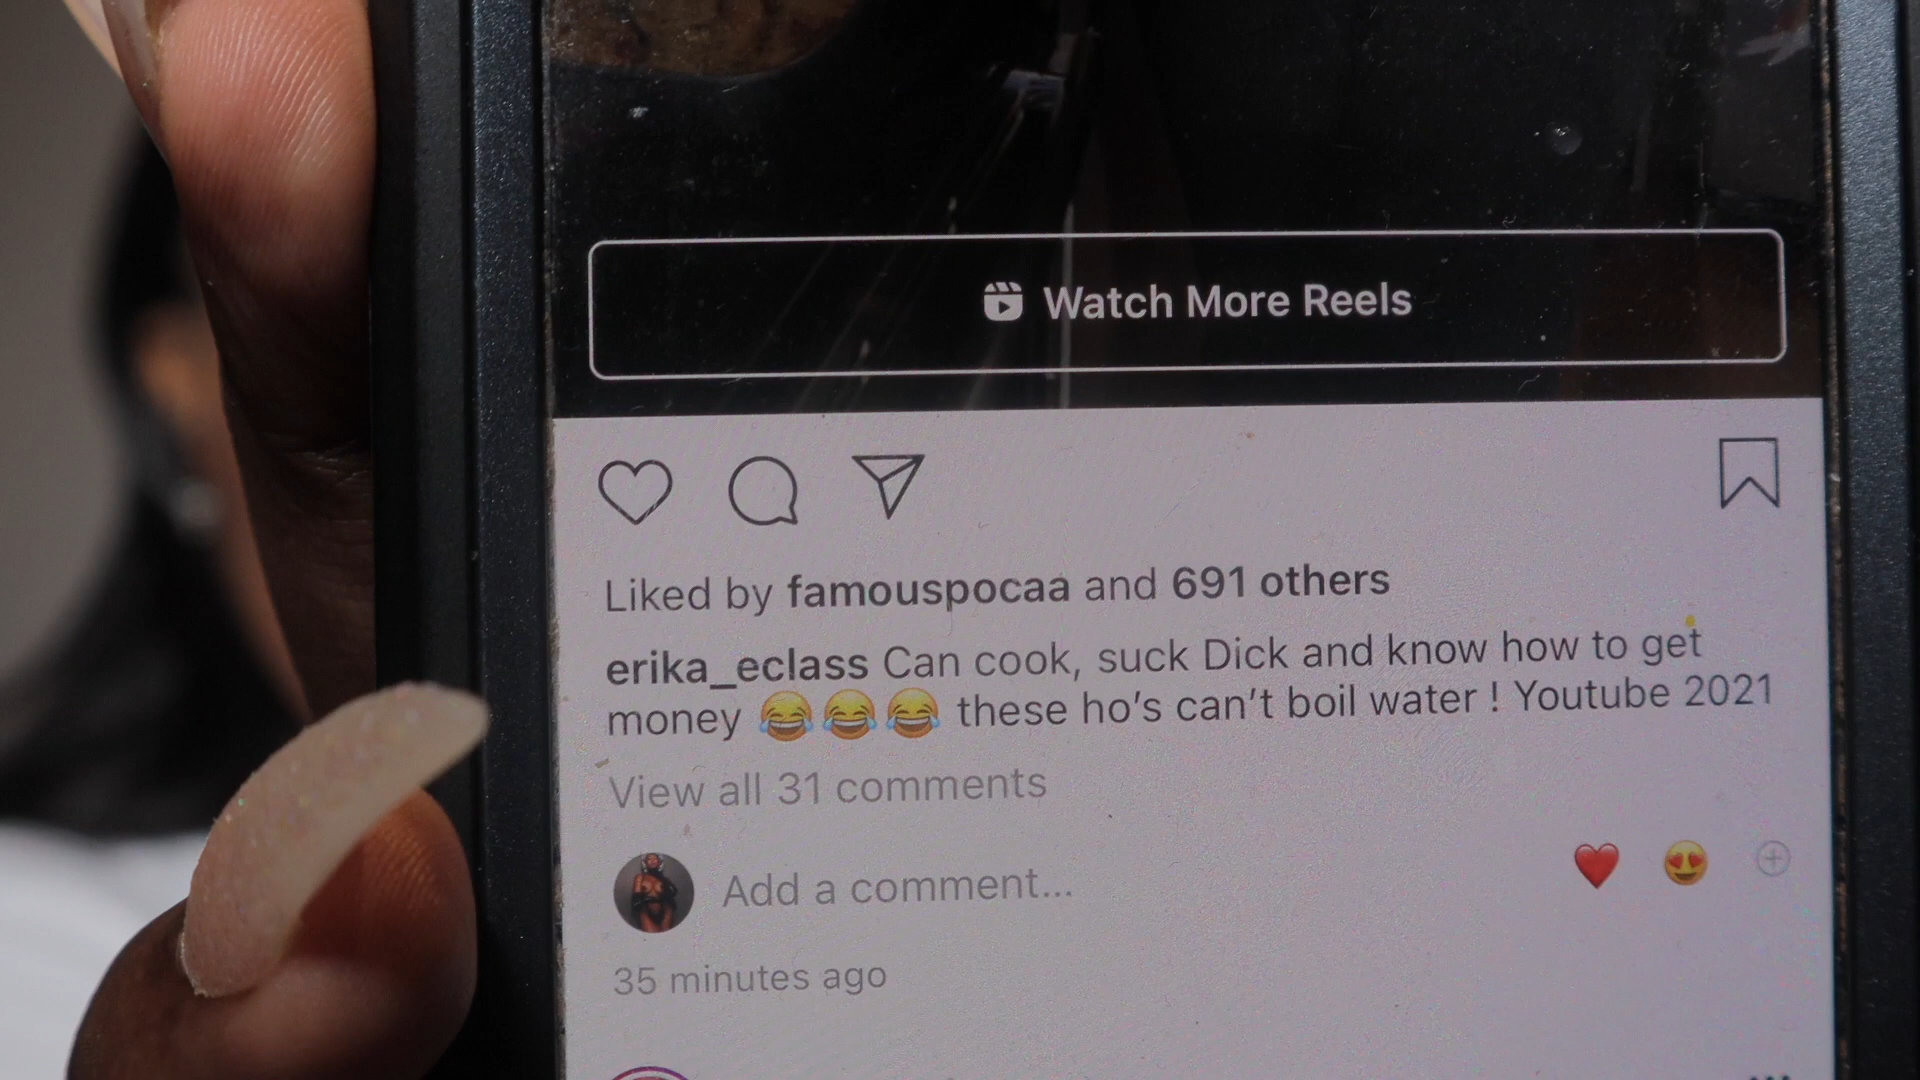 Watch More Reels
Liked by famouspocaa and 691 others
erika_eclass Can cook, suck Dick and know how to get
money 😂😂😂 these ho's can't boil water ! Youtube 2021
View all 31 comments
Add a comment...
35 minutes ago